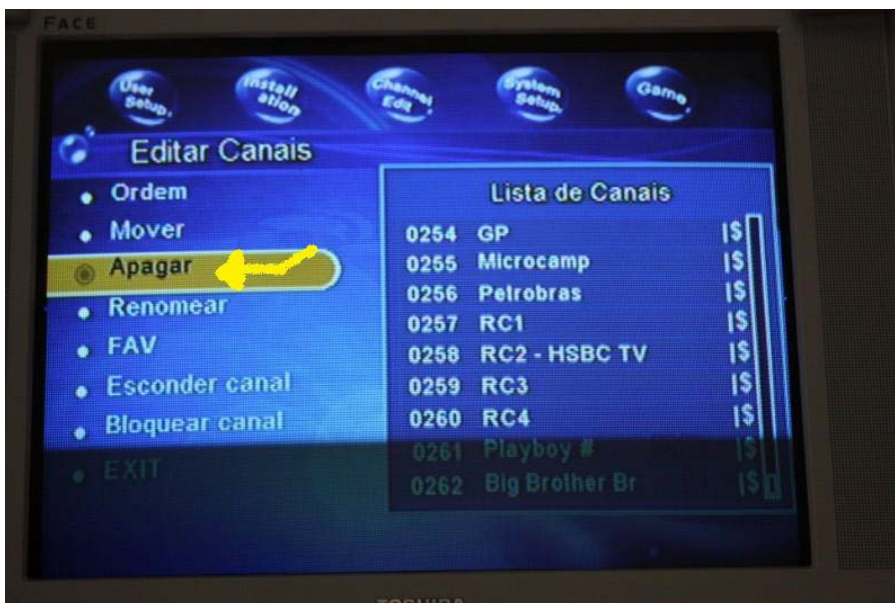 FACE
User Setup.
Installation
Channel Edit.
System Setup.
Game.
Editar Canais
Ordem
Mover
Apagar
Renomear
FAV
Esconder canal
Bloquear canal
EXIT
Lista de Canais
0254 GP |$
0255 Microcamp |$
0256 Petrobras |$
0257 RC1 |$
0258 RC2 - HSBC TV |$
0259 RC3 |$
0260 RC4 |$
0261 Playboy # |$
0262 Big Brother Br |$
TOSHIBA